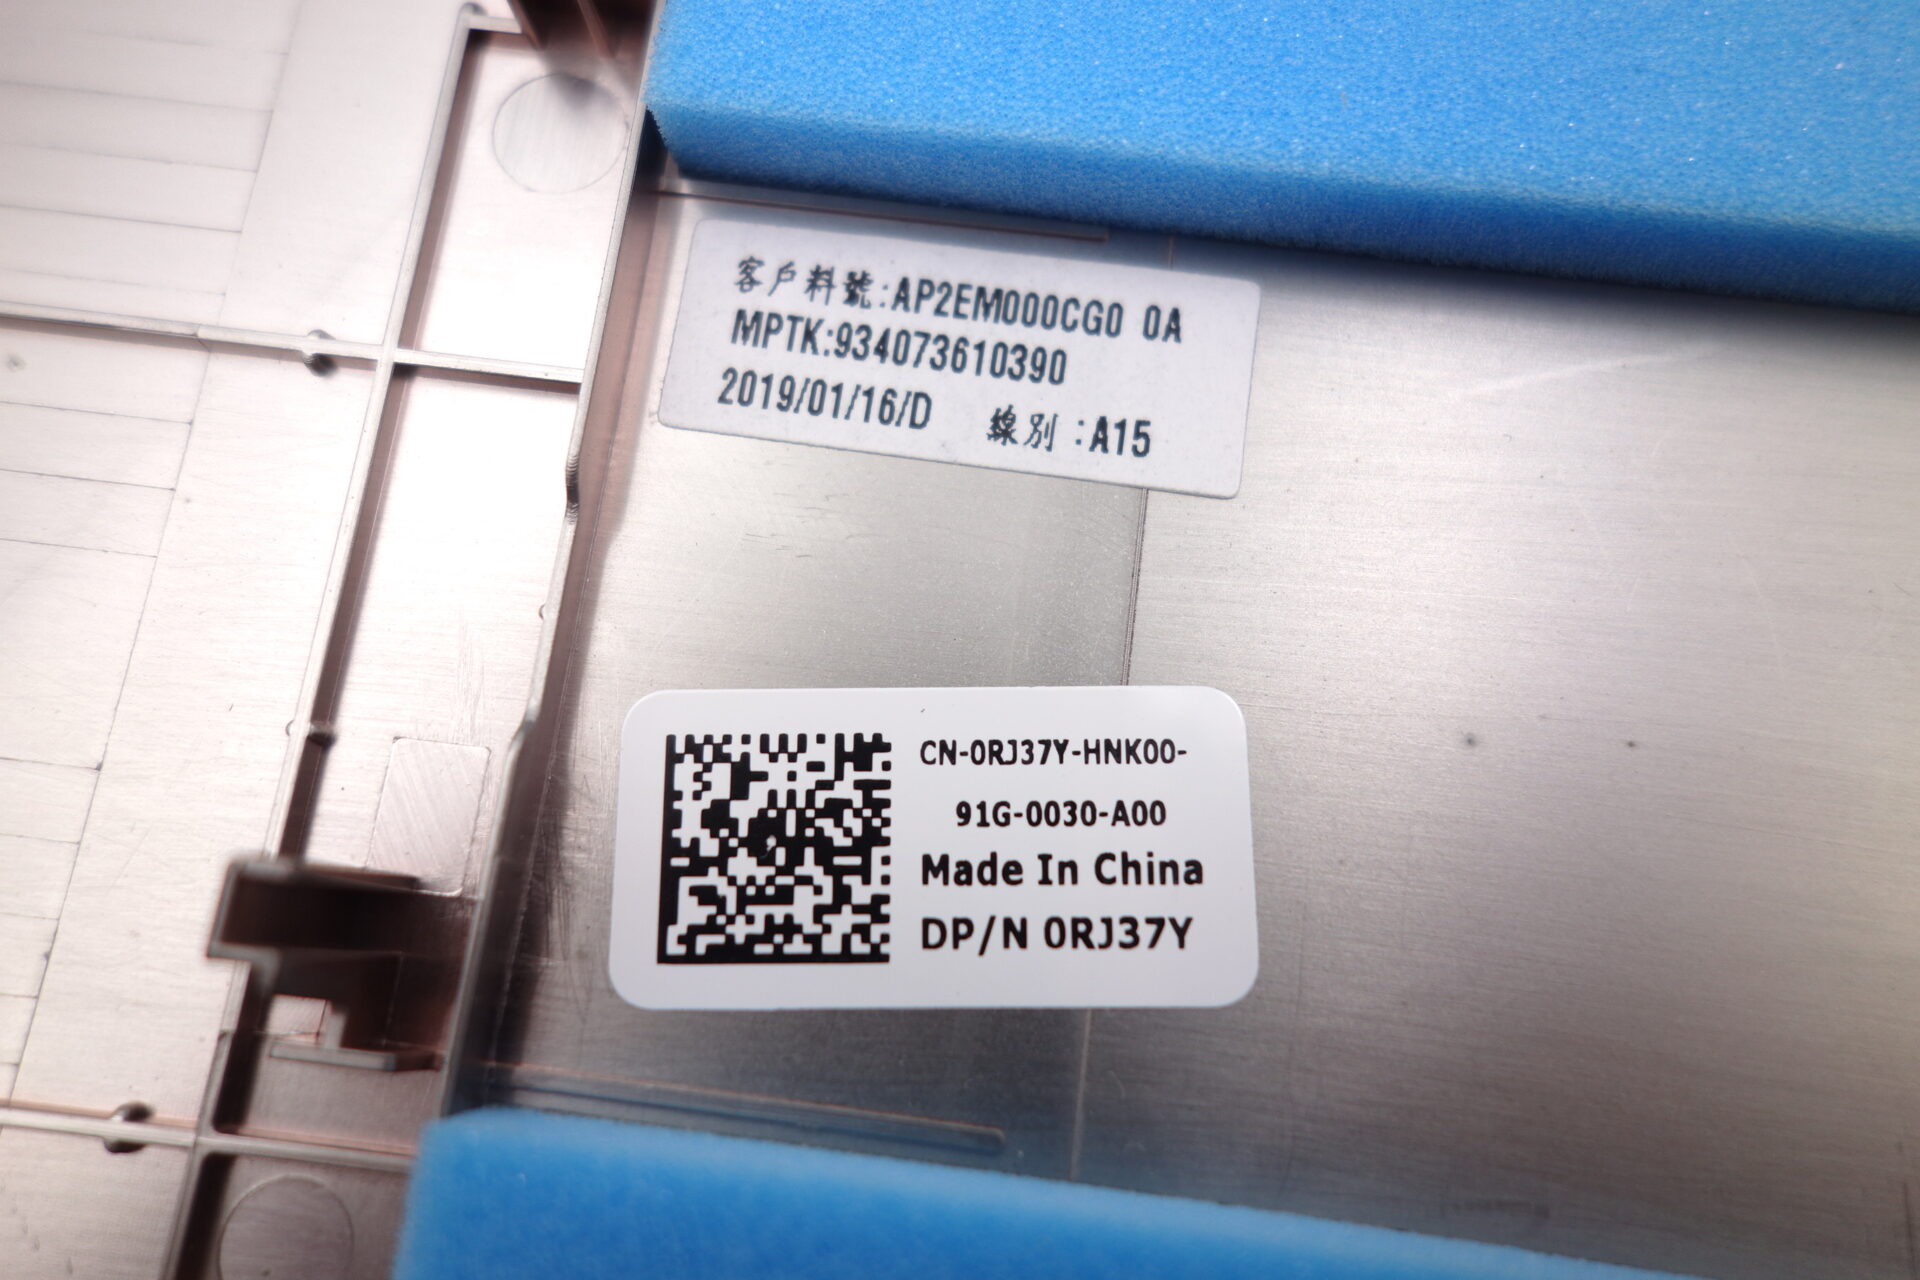 客戶料號:AP2EM000CG0 0A
MPTK:934073610390
2019/01/16/D 線別:A15
CN-0RJ37Y-HNK00-
91G-0030-A00
Made In China
DP/N 0RJ37Y